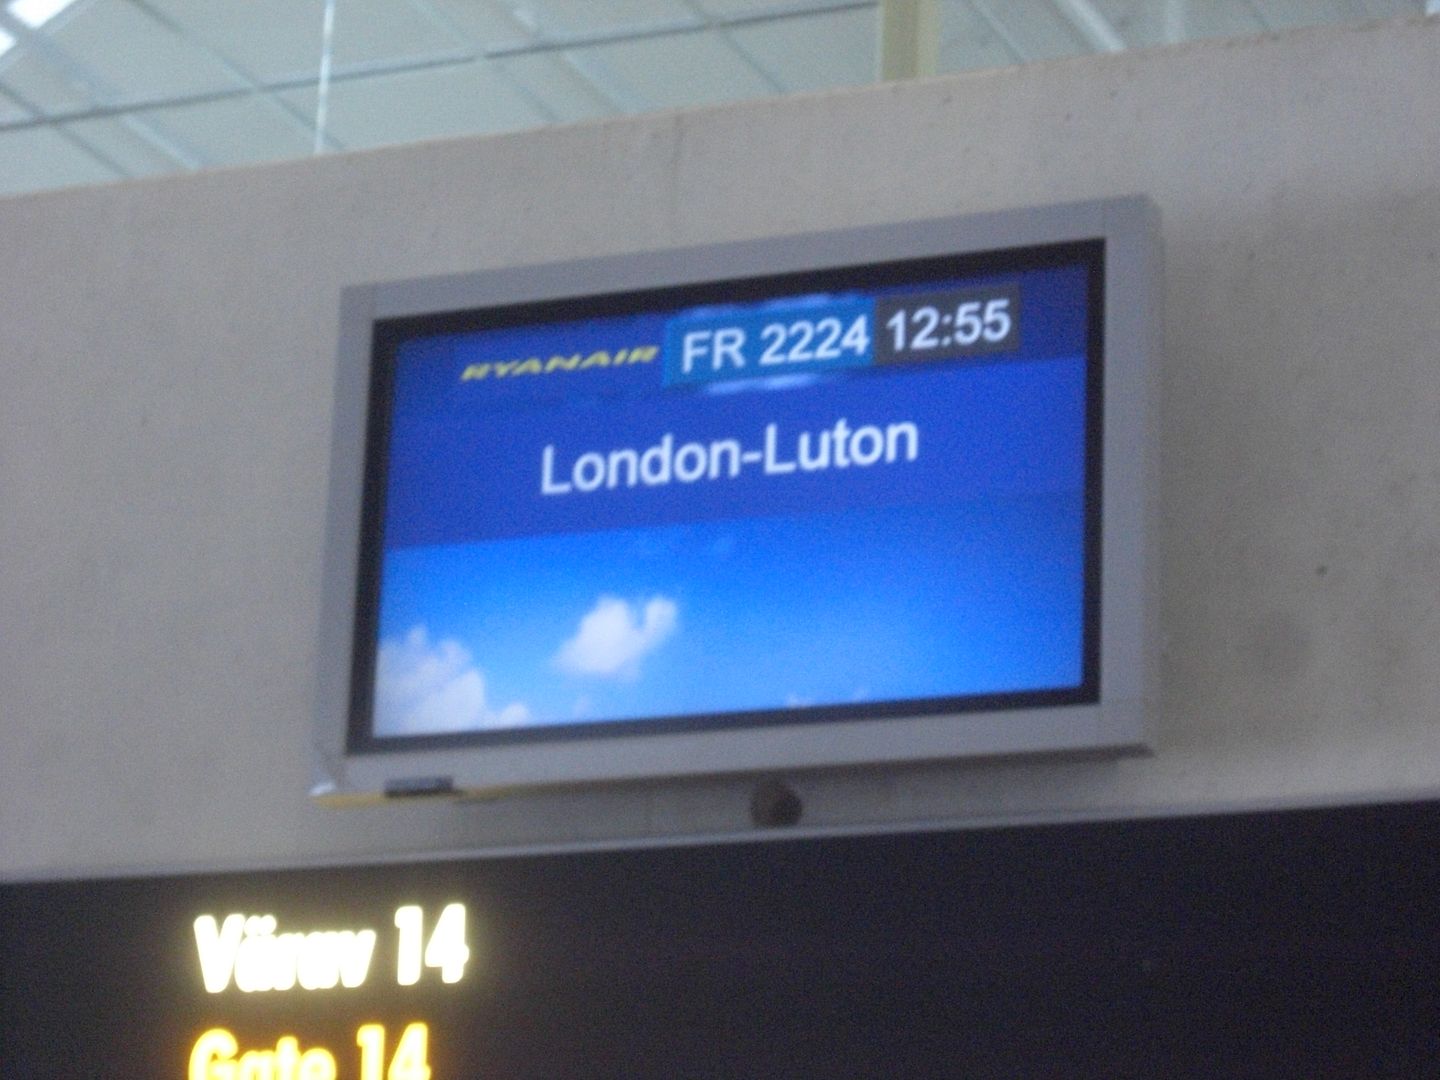 RYANAIR FR 2224 12:55
London-Luton
Värav 14
Gate 14